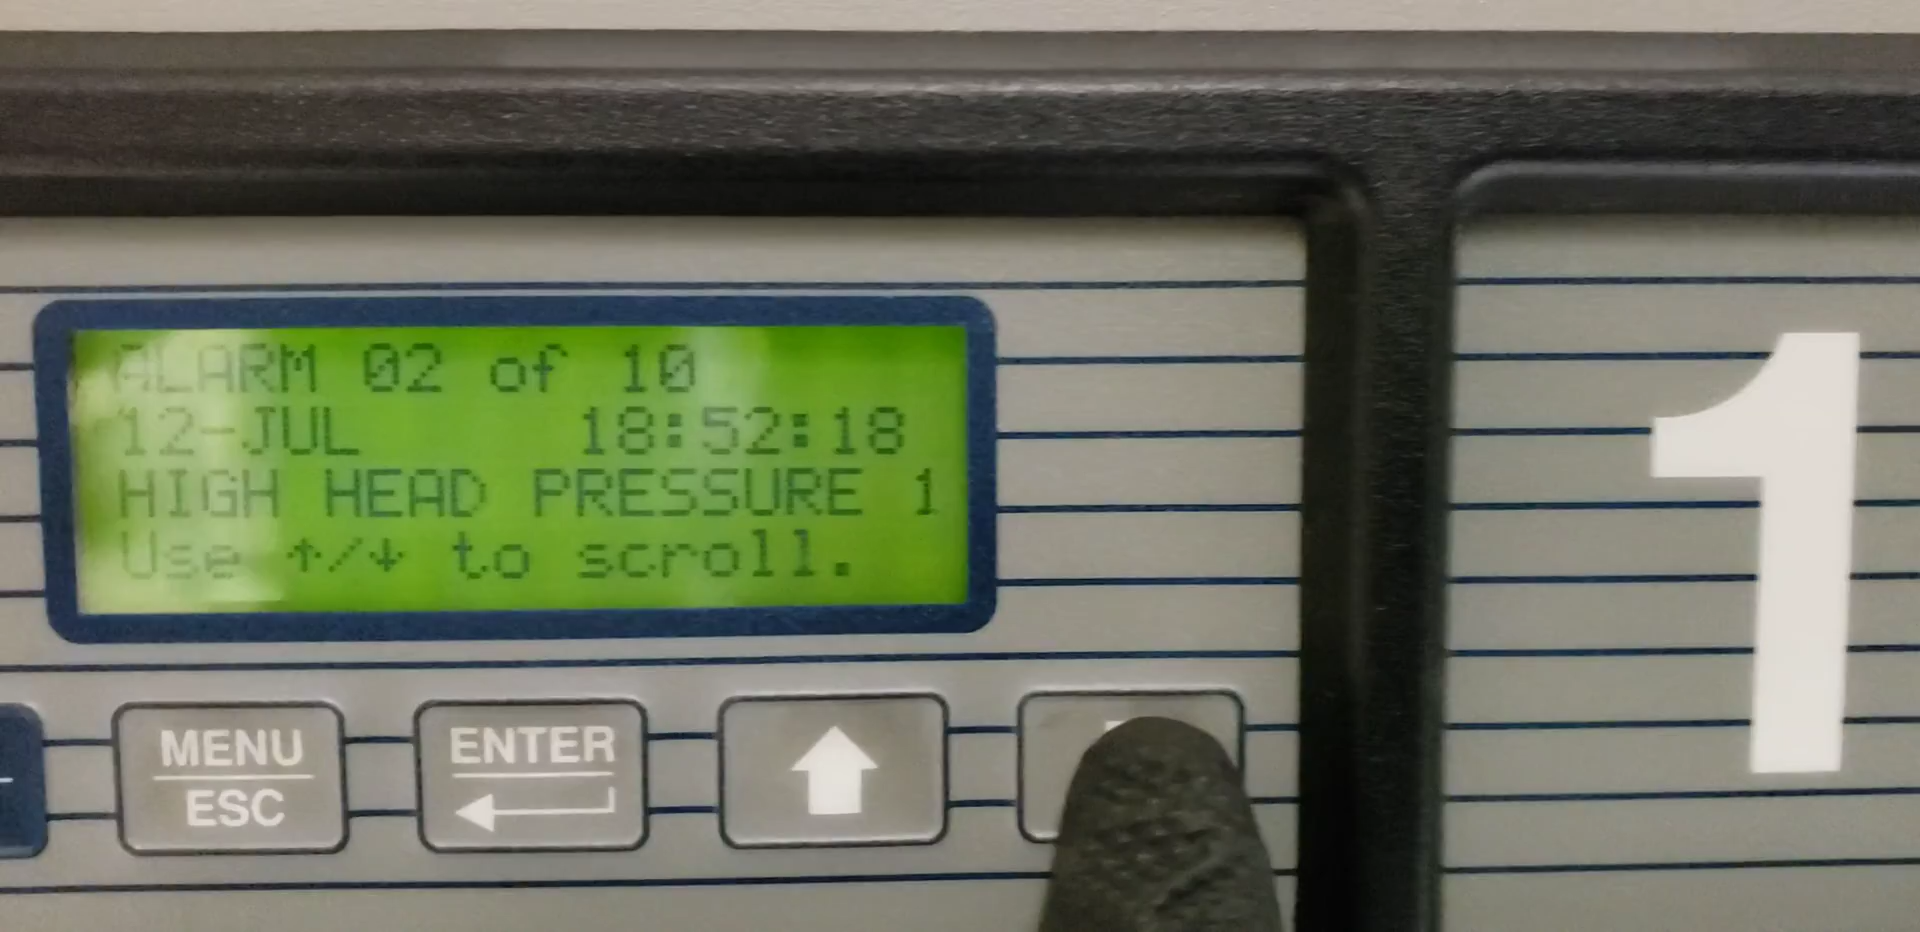 ALARM 02 of 10
12-JUL 18:52:18
HIGH HEAD PRESSURE 1
Use ↑/↓ to scroll.
MENU
ESC
ENTER
1